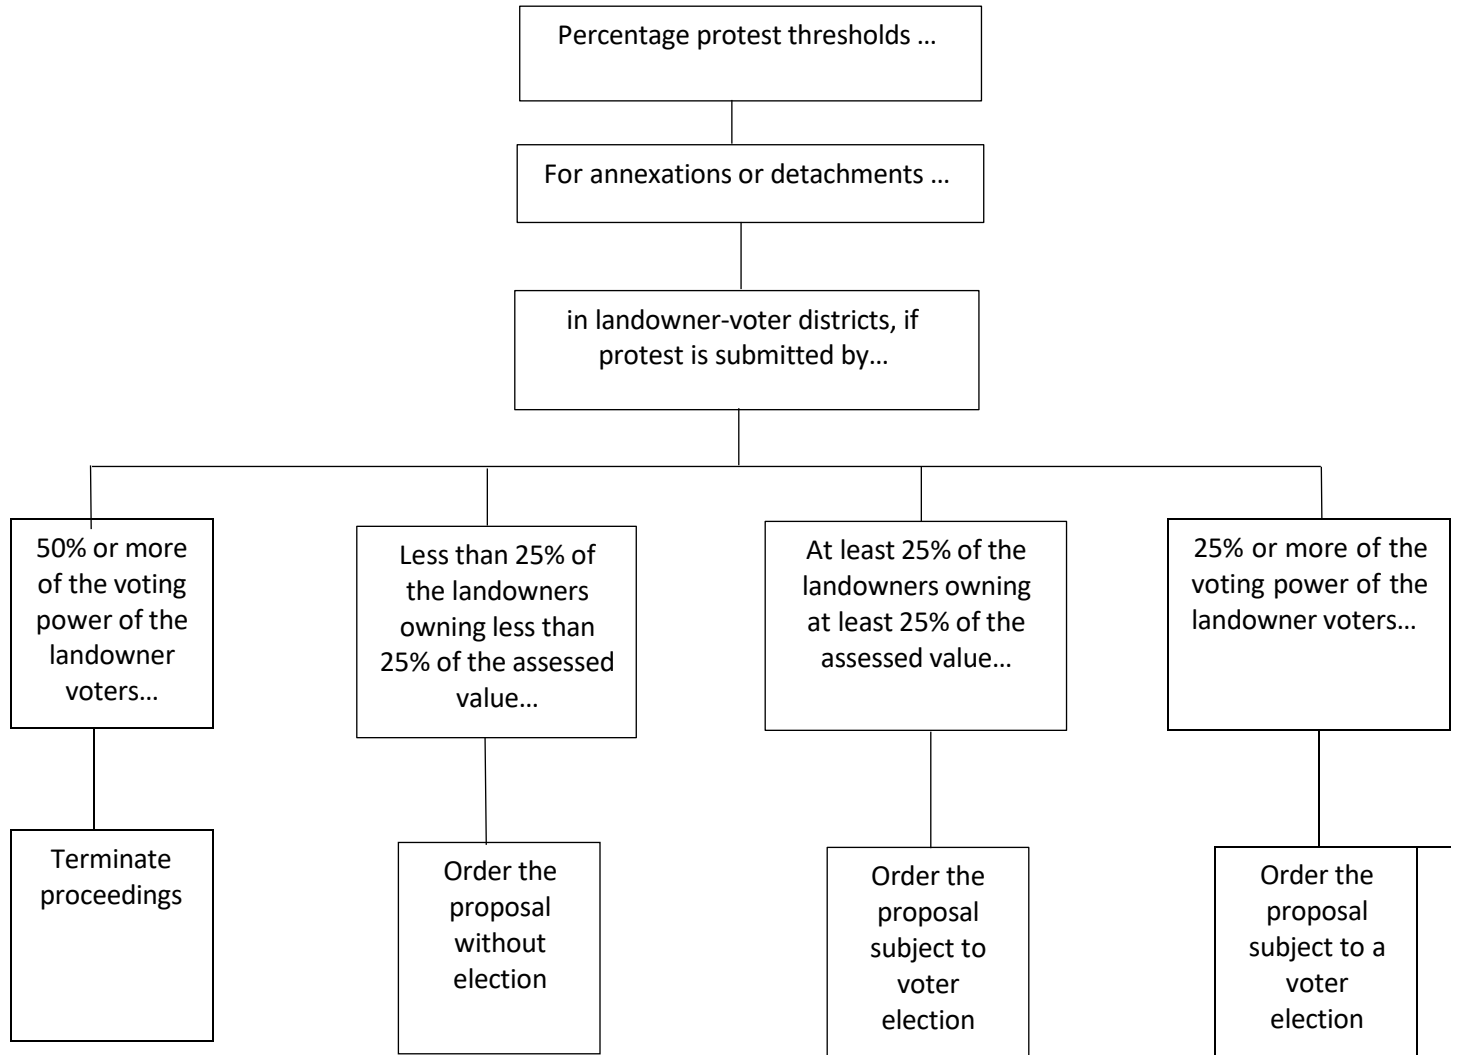 Percentage protest thresholds …
For annexations or detachments …
in landowner-voter districts, if
protest is submitted by…
50% or more
of the voting
power of the
landowner
voters…
Less than 25% of
the landowners
owning less than
25% of the assessed
value…
At least 25% of the
landowners owning
at least 25% of the
assessed value…
25% or more of the
voting power of the
landowner voters…
Terminate
proceedings
Order the
proposal
without
election
Order the
proposal
subject to
voter
election
Order the
proposal
subject to a
voter
election